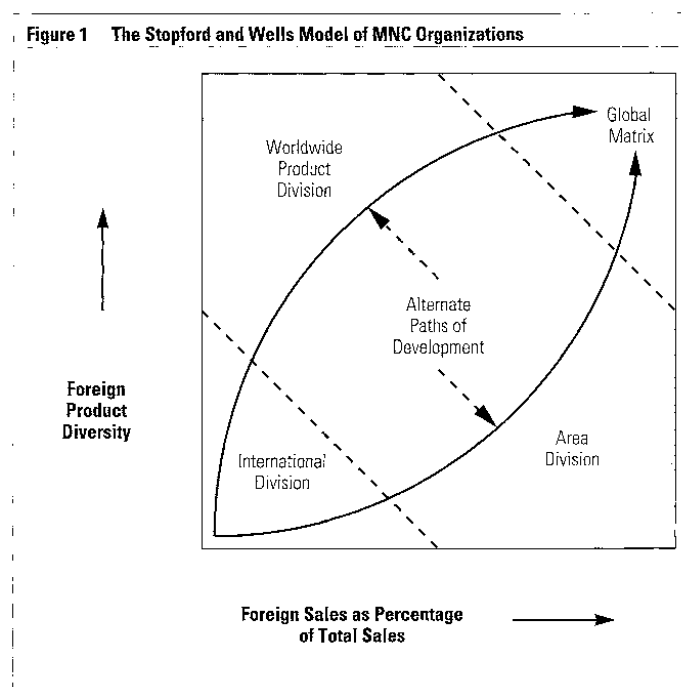 Figure 1 The Stopford and Wells Model of MNC Organizations
Global
Matrix
Worldwide
Product
Division
Alternate
Paths of
Development
Foreign
Product
Diversity
Area
Division
International
Division
Foreign Sales as Percentage
of Total Sales